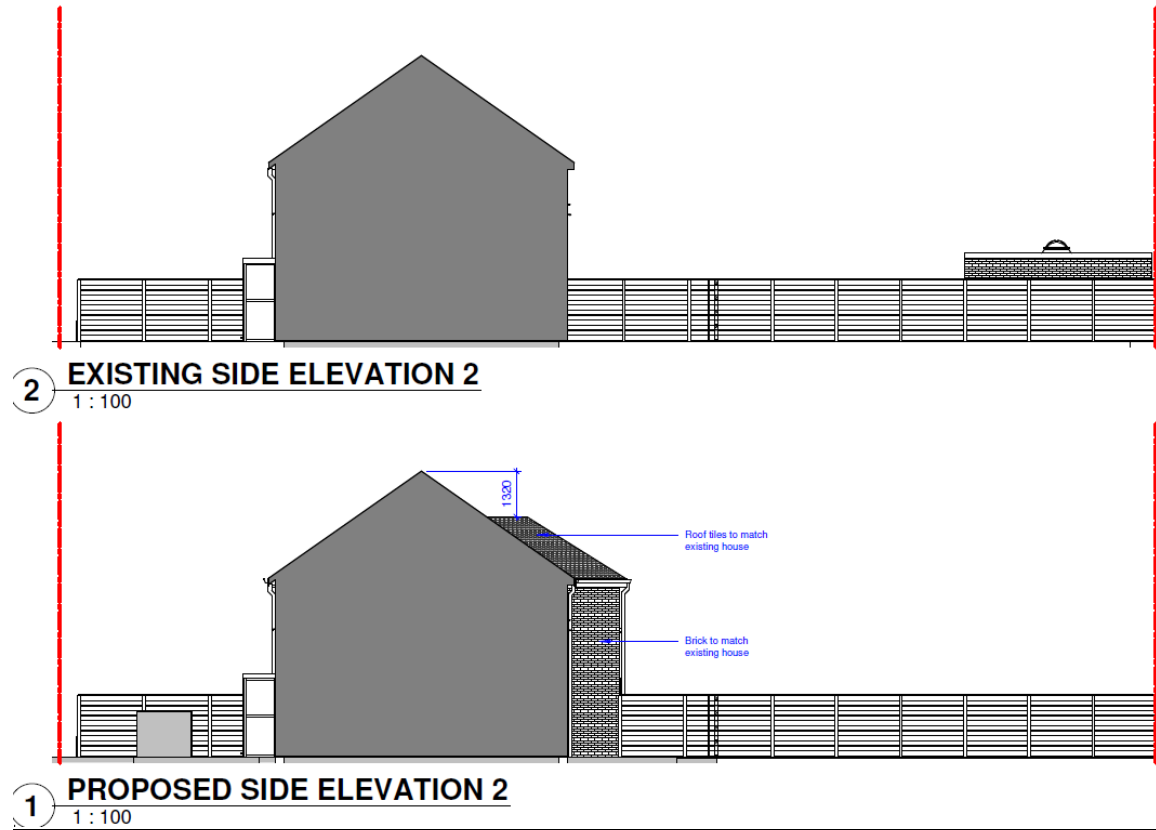 2
EXISTING SIDE ELEVATION 2
1 : 100
1320
Roof tiles to match
existing house
Brick to match
existing house
1
PROPOSED SIDE ELEVATION 2
1 : 100